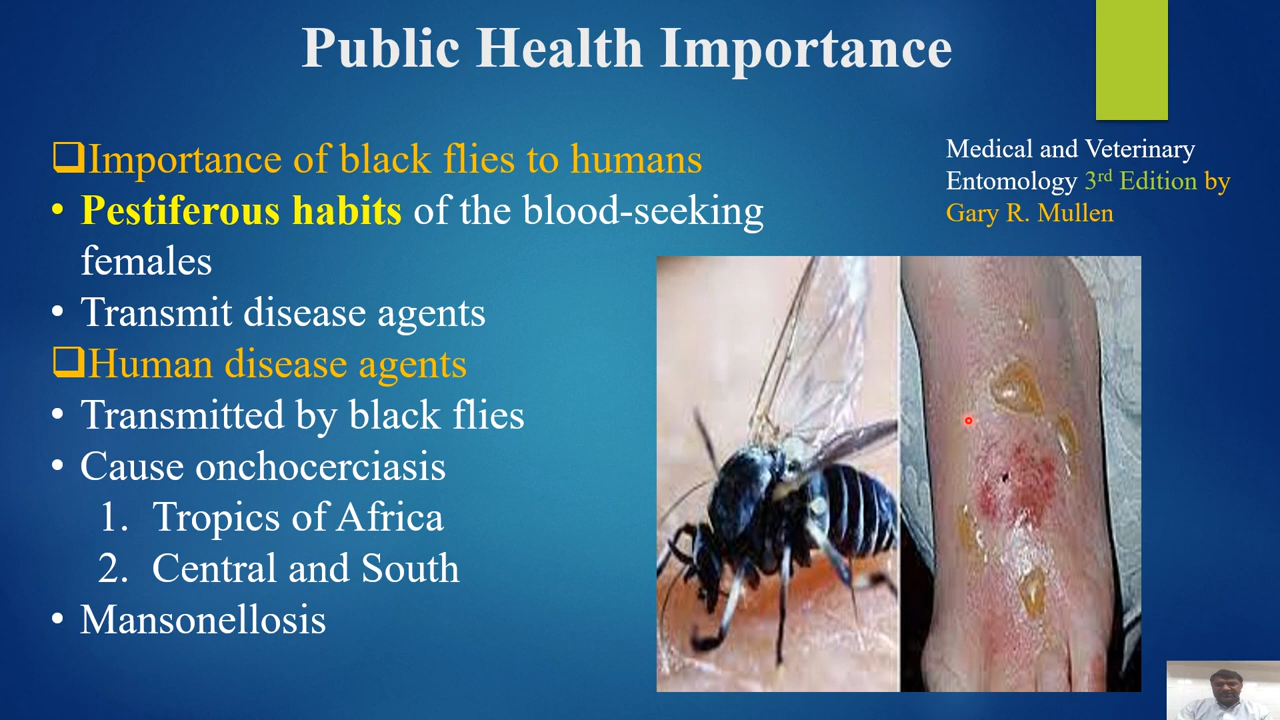 Public Health Importance
❑Importance of black flies to humans
• Pestiferous habits of the blood-seeking
females
• Transmit disease agents
❑Human disease agents
• Transmitted by black flies
• Cause onchocerciasis
1. Tropics of Africa
2. Central and South
• Mansonellosis
Medical and Veterinary
Entomology 3rd Edition by
Gary R. Mullen